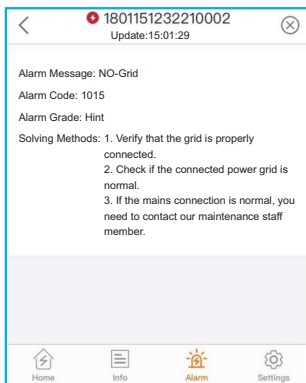 1801151232210002
Update:15:01:29
Alarm Message: NO-Grid
Alarm Code: 1015
Alarm Grade: Hint
Solving Methods: 1. Verify that the grid is properly
connected.
2. Check if the connected power grid is
normal.
3. If the mains connection is normal, you
need to contact our maintenance staff
member.
Home Info Alarm Settings